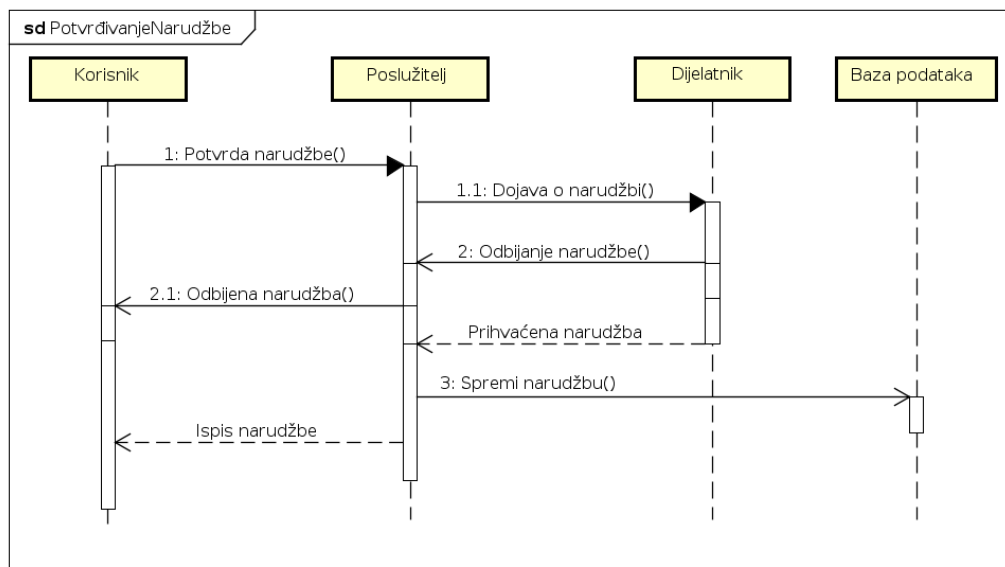 sd PotvrđivanjeNarudžbe
Korisnik
Poslužitelj
Dijelatnik
Baza podataka
1: Potvrda narudžbe()
1.1: Dojava o narudžbi()
2: Odbijanje narudžbe()
2.1: Odbijena narudžba()
Prihvaćena narudžba
3: Spremi narudžbu()
Ispis narudžbe